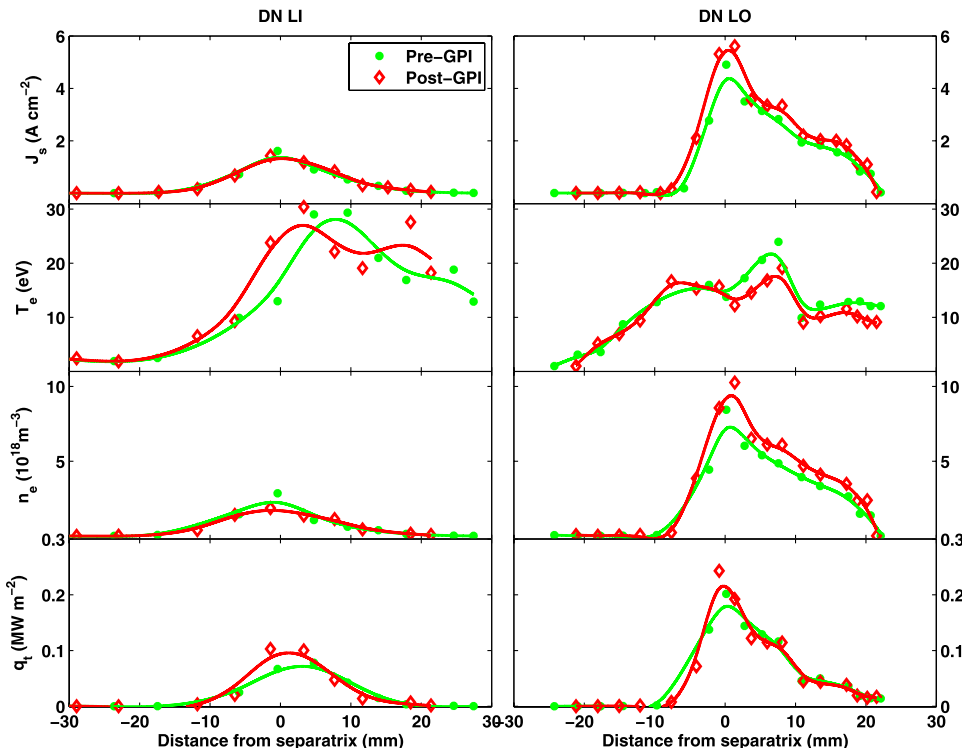 DN LI
DN LO
6
4
2
J_s (A cm^-2)
Pre-GPI
Post-GPI
6
4
2
30
20
10
T_e (eV)
30
20
10
10
5
n_e (10^18 m^-3)
10
5
0.3
0.2
0.1
0
q_t (MW m^-2)
0.3
0.2
0.1
0
−30 −20 −10 0 10 20 30
−30 −20 −10 0 10 20 30
Distance from separatrix (mm)
Distance from separatrix (mm)